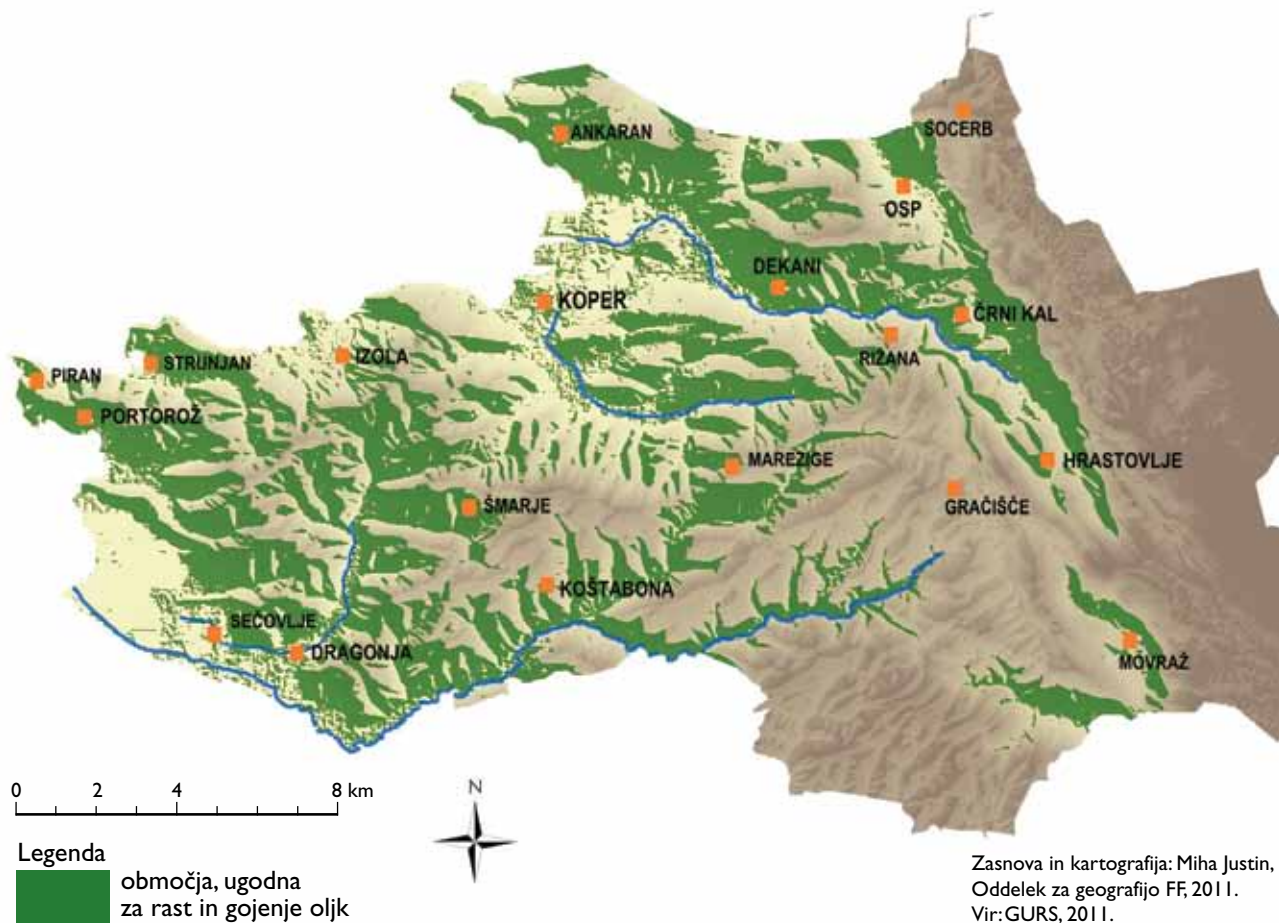 SOCERB
ANKARAN
OSP
DEKANI
KOPER
ČRNI KAL
RIŽANA
IZOLA
STRUNJAN
PIRAN
PORTOROŽ
MAREZIGE
HRASTOVLJE
GRAČIŠČE
ŠMARJE
KOŠTABONA
SEČOVLJE
DRAGONJA
MOVRAŽ
0 2 4 8 km
N
Legenda
območja, ugodna
za rast in gojenje oljk
Zasnova in kartografija: Miha Justin,
Oddelek za geografijo FF, 2011.
Vir: GURS, 2011.